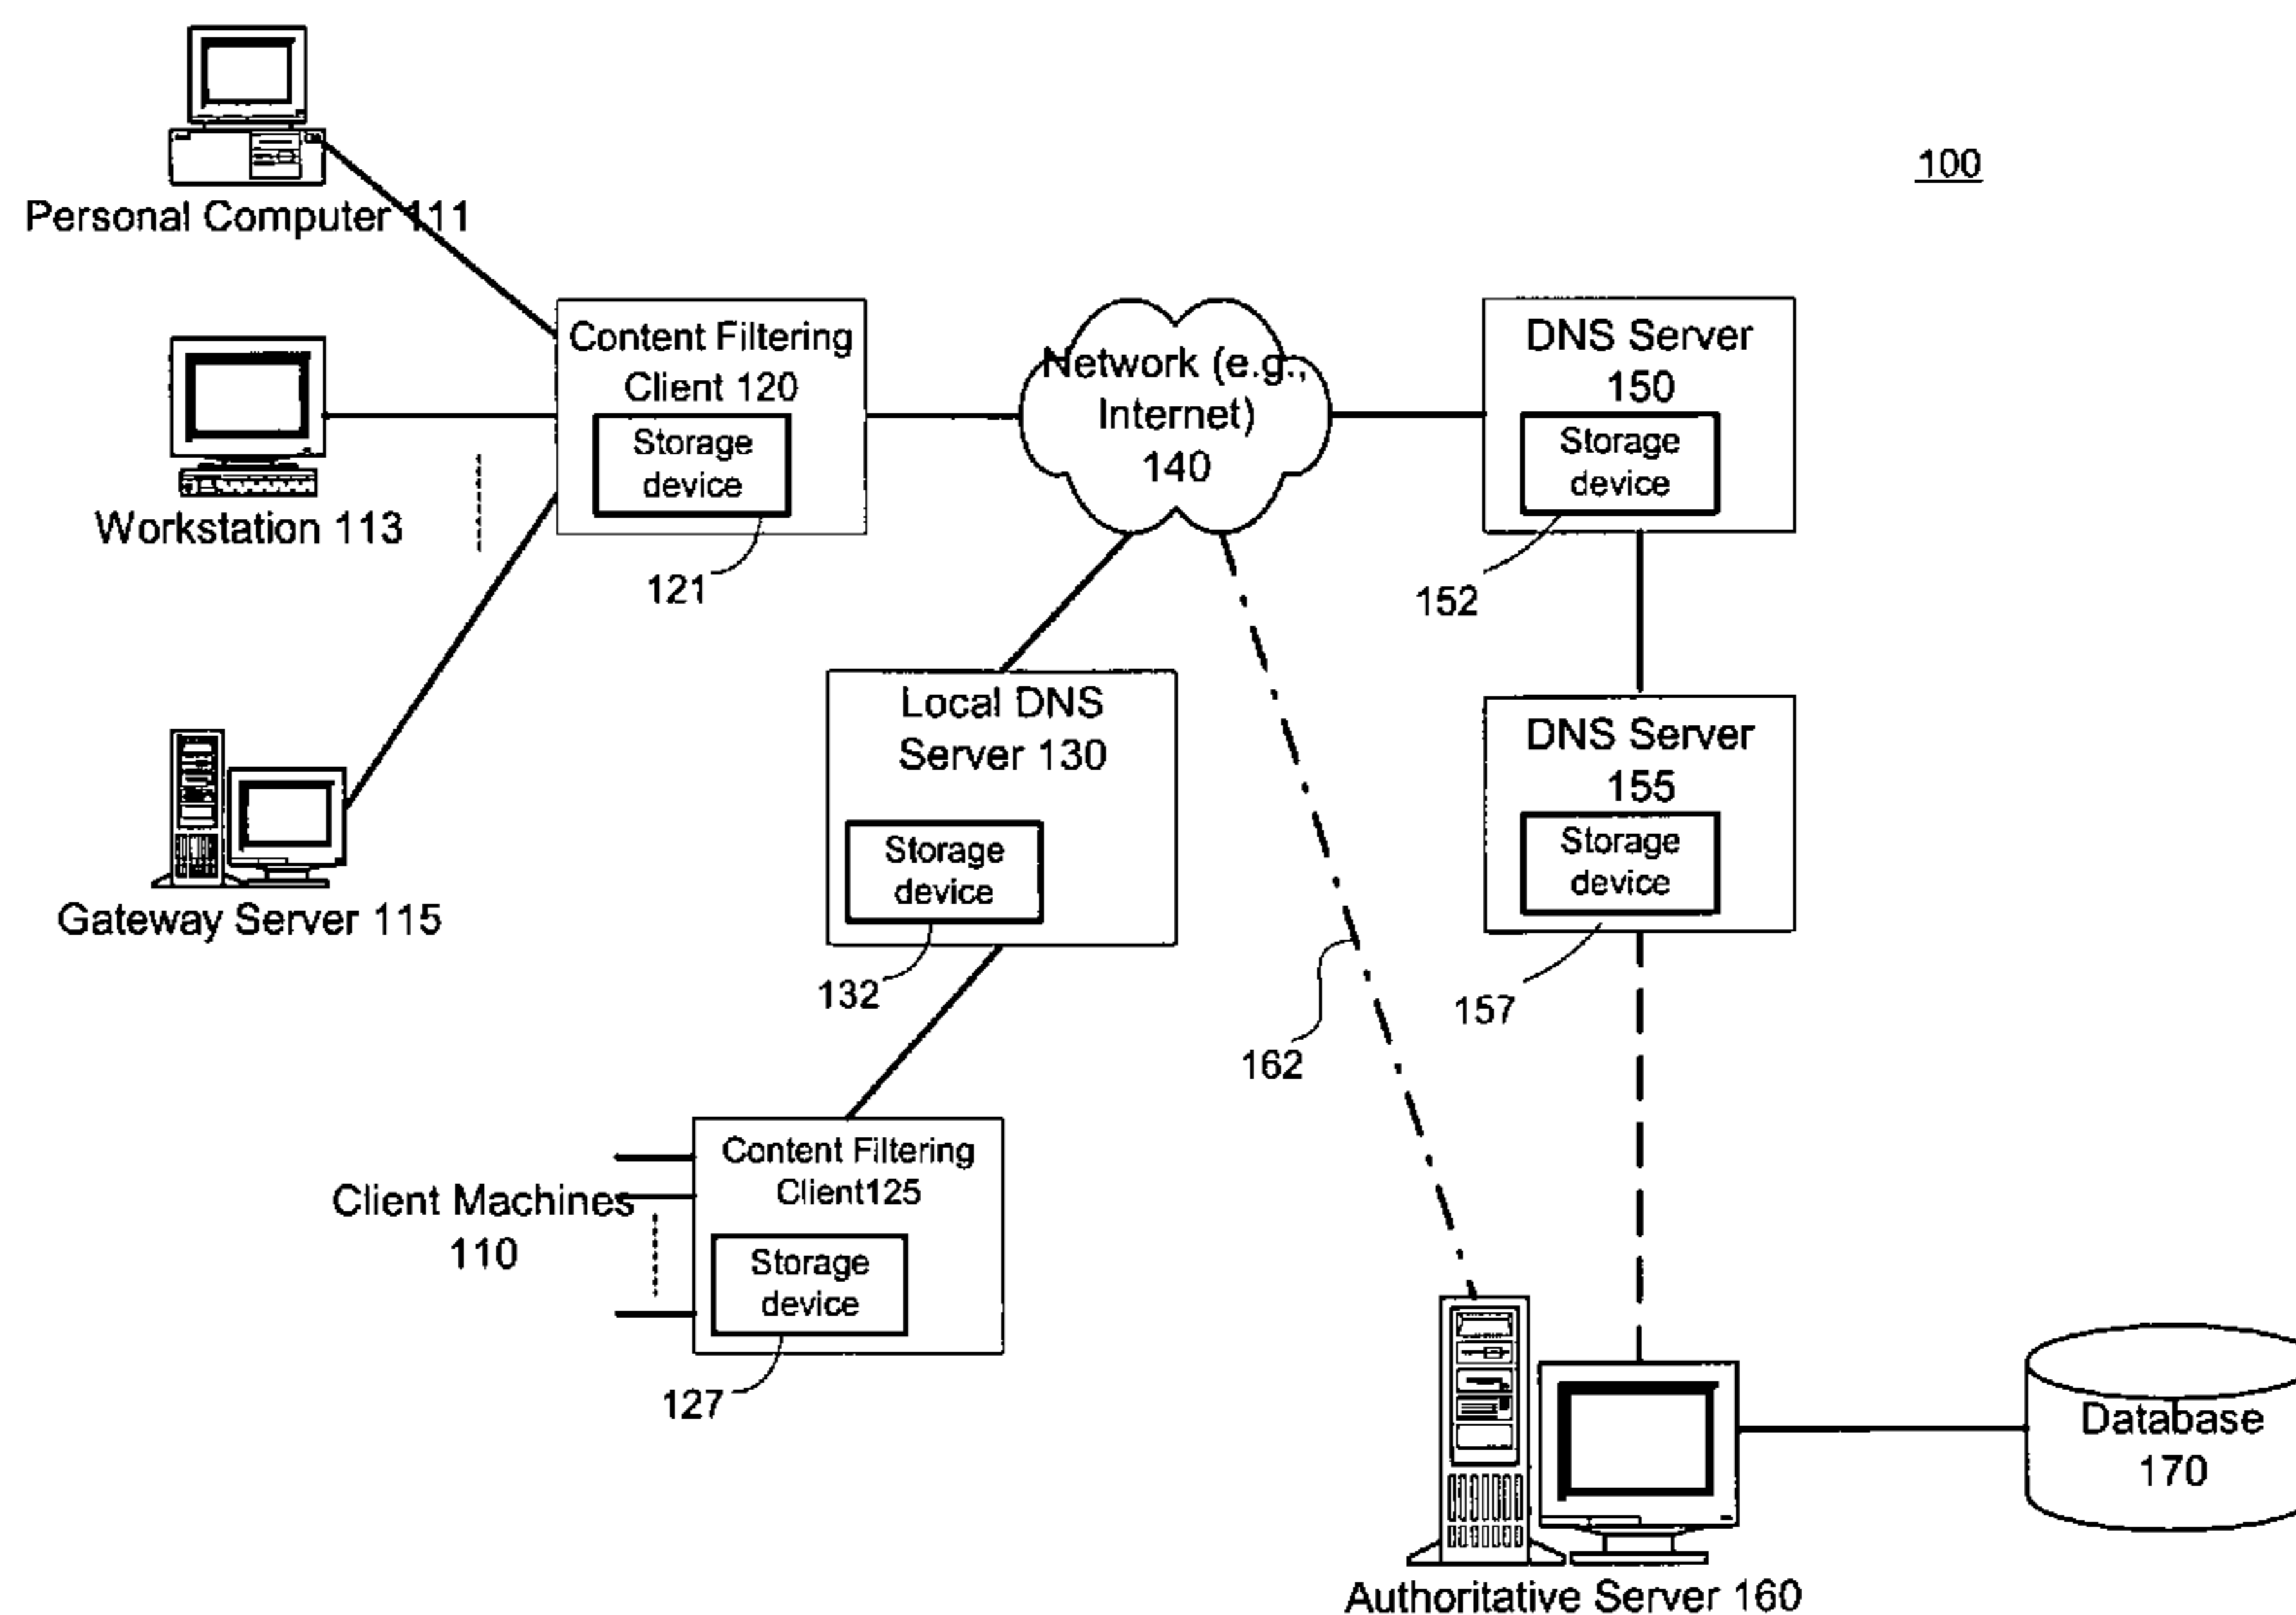 100
Personal Computer 111
Content Filtering
Client 120
Storage
device
121
Network (e.g.,
Internet)
140
DNS Server
150
Storage
device
152
Workstation 113
Local DNS
Server 130
Storage
device
132
DNS Server
155
Storage
device
157
Gateway Server 115
162
Client Machines
110
Content Filtering
Client125
Storage
device
127
Database
170
Authoritative Server 160